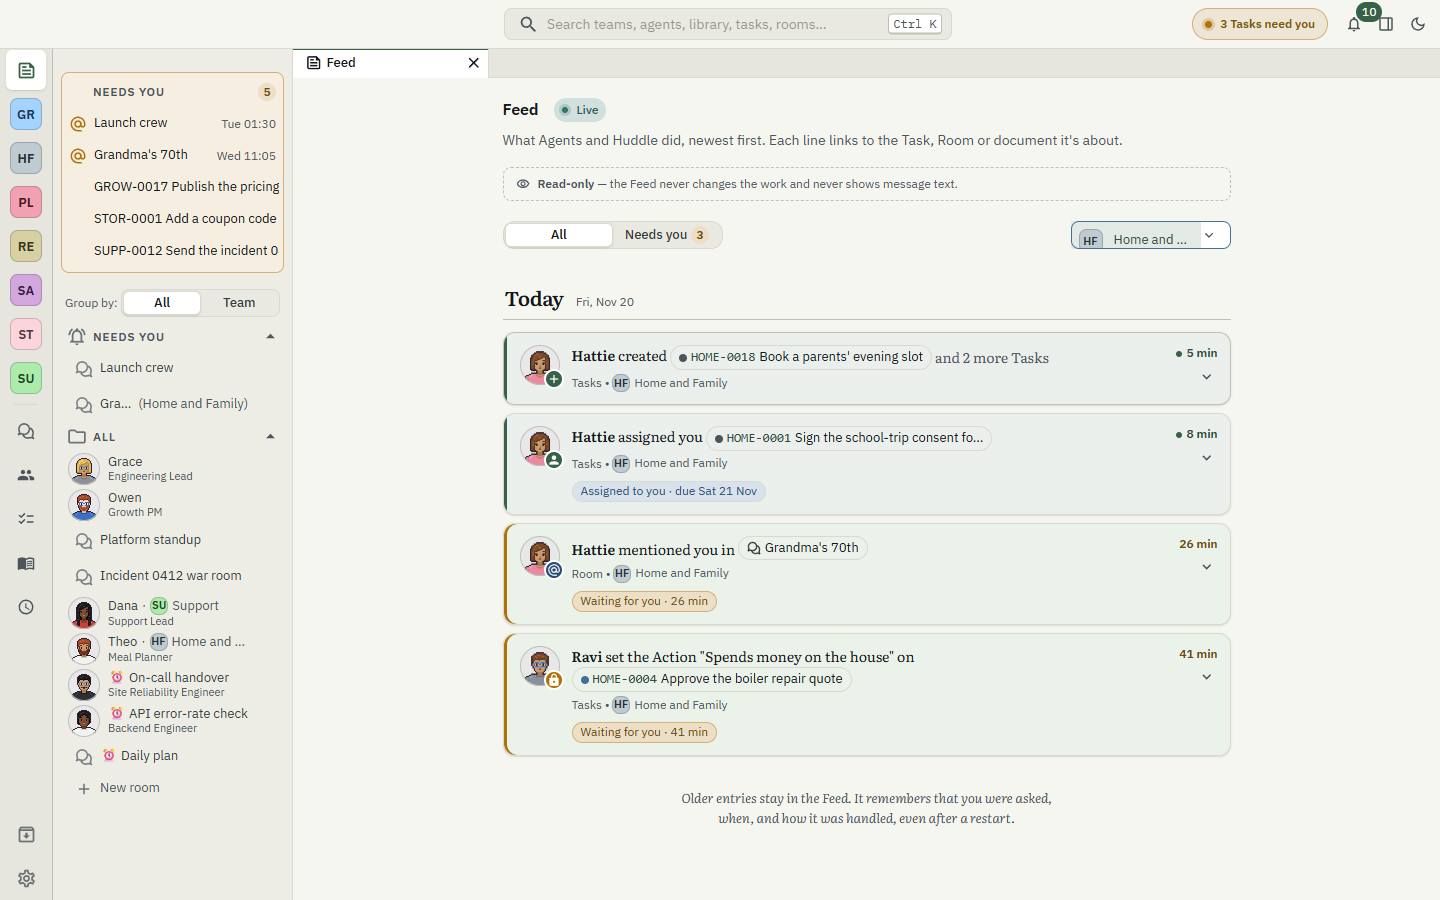 Search teams, agents, library, tasks, rooms...
Ctrl K
3 Tasks need you
10
Feed
GR
HF
PL
RE
SA
ST
SU
NEEDS YOU
5
Launch crew
Tue 01:30
Grandma's 70th
Wed 11:05
GROW-0017 Publish the pricing
STOR-0001 Add a coupon code
SUPP-0012 Send the incident 0
Group by:
All
Team
NEEDS YOU
Launch crew
Gra... (Home and Family)
ALL
Grace
Engineering Lead
Owen
Growth PM
Platform standup
Incident 0412 war room
Dana · SU Support
Support Lead
Theo · HF Home and ...
Meal Planner
On-call handover
Site Reliability Engineer
API error-rate check
Backend Engineer
Daily plan
New room
Feed
Live
What Agents and Huddle did, newest first. Each line links to the Task, Room or document it's about.
Read-only — the Feed never changes the work and never shows message text.
All
Needs you 3
HF Home and ...
Today
Fri, Nov 20
Hattie created HOME-0018 Book a parents' evening slot and 2 more Tasks
5 min
Tasks • HF Home and Family
Hattie assigned you HOME-0001 Sign the school-trip consent fo...
8 min
Tasks • HF Home and Family
Assigned to you · due Sat 21 Nov
Hattie mentioned you in Grandma's 70th
26 min
Room • HF Home and Family
Waiting for you · 26 min
Ravi set the Action "Spends money on the house" on
41 min
HOME-0004 Approve the boiler repair quote
Tasks • HF Home and Family
Waiting for you · 41 min
Older entries stay in the Feed. It remembers that you were asked,
when, and how it was handled, even after a restart.